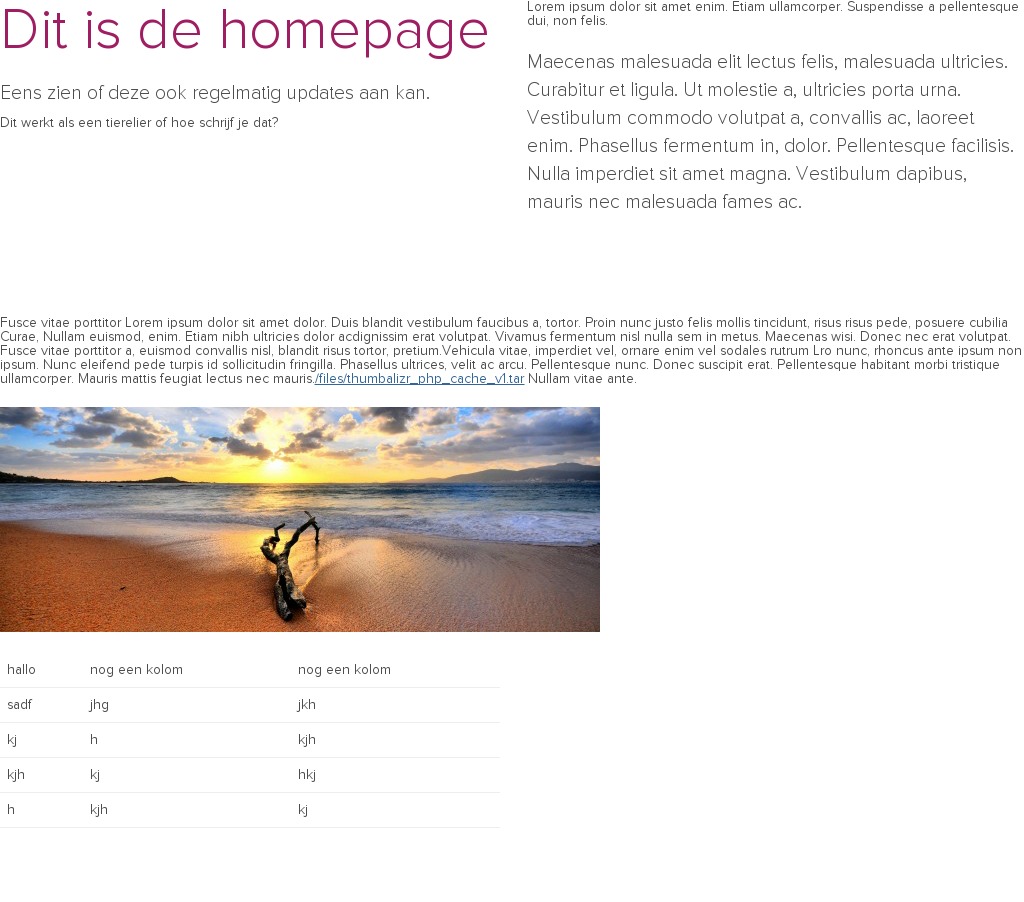 Dit is de homepage
Eens zien of deze ook regelmatig updates aan kan.
Dit werkt als een tierelier of hoe schrijf je dat?
Lorem ipsum dolor sit amet enim. Etiam ullamcorper. Suspendisse a pellentesque
dui, non felis.
Maecenas malesuada elit lectus felis, malesuada ultricies.
Curabitur et ligula. Ut molestie a, ultricies porta urna.
Vestibulum commodo volutpat a, convallis ac, laoreet
enim. Phasellus fermentum in, dolor. Pellentesque facilisis.
Nulla imperdiet sit amet magna. Vestibulum dapibus,
mauris nec malesuada fames ac.
Fusce vitae porttitor Lorem ipsum dolor sit amet dolor. Duis blandit vestibulum faucibus a, tortor. Proin nunc justo felis mollis tincidunt, risus risus pede, posuere cubilia
Curae, Nullam euismod, enim. Etiam nibh ultricies dolor acdignissim erat volutpat. Vivamus fermentum nisl nulla sem in metus. Maecenas wisi. Donec nec erat volutpat.
Fusce vitae porttitor a, euismod convallis nisl, blandit risus tortor, pretium.Vehicula vitae, imperdiet vel, ornare enim vel sodales rutrum Lro nunc, rhoncus ante ipsum non
ipsum. Nunc eleifend pede turpis id sollicitudin fringilla. Phasellus ultrices, velit ac arcu. Pellentesque nunc. Donec suscipit erat. Pellentesque habitant morbi tristique
ullamcorper. Mauris mattis feugiat lectus nec mauris./files/thumbalizr_php_cache_v1.tar Nullam vitae ante.
hallo nog een kolom nog een kolom
sadf jhg jkh
kj h kjh
kjh kj hkj
h kjh kj